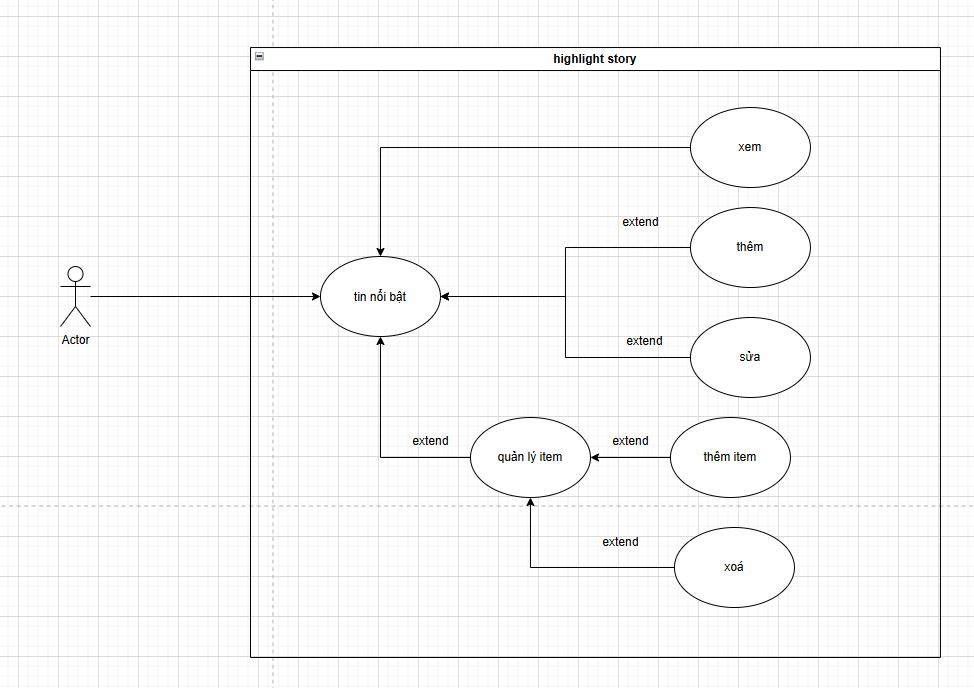 highlight story
xem
extend
thêm
tin nổi bật
Actor
extend
sửa
extend
quản lý item
extend
thêm item
extend
xoá